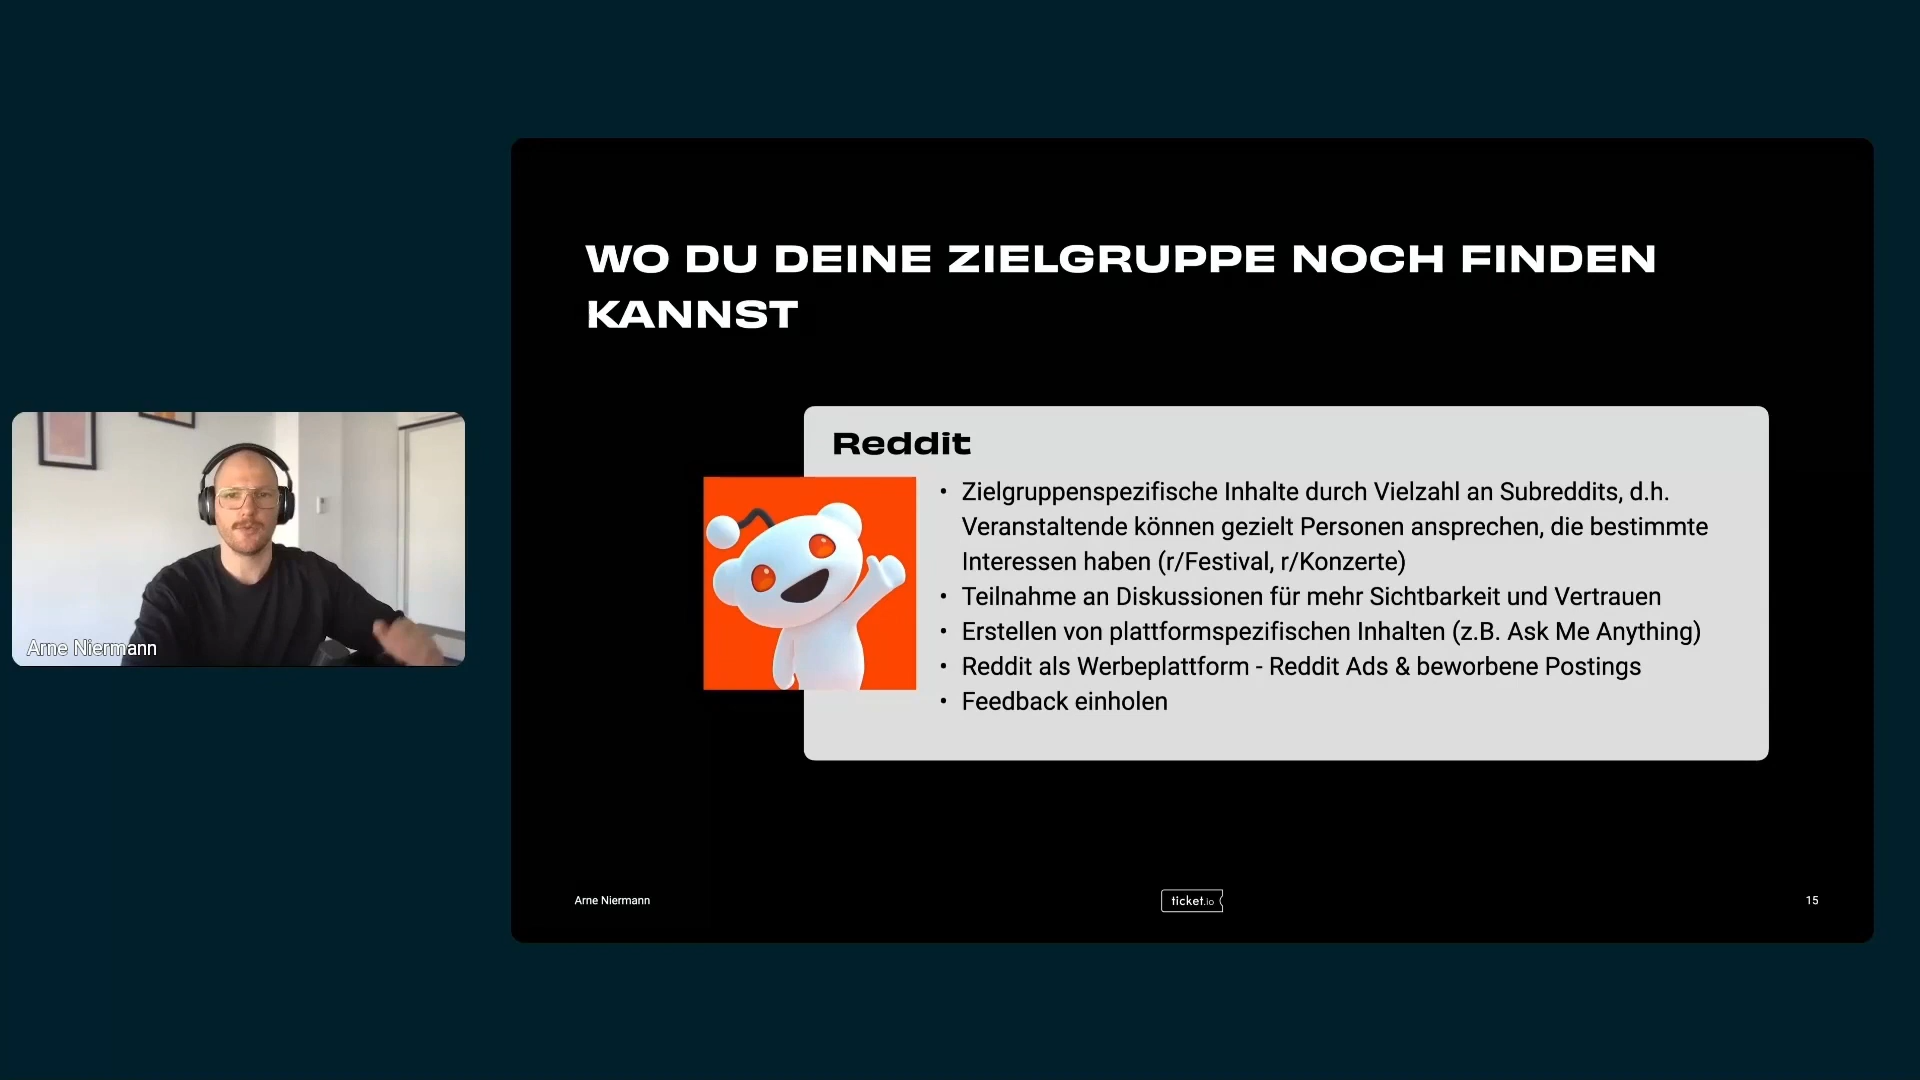 WO DU DEINE ZIELGRUPPE NOCH FINDEN
KANNST
Reddit
• Zielgruppenspezifische Inhalte durch Vielzahl an Subreddits, d.h.
Veranstaltende können gezielt Personen ansprechen, die bestimmte
Interessen haben (r/Festival, r/Konzerte)
• Teilnahme an Diskussionen für mehr Sichtbarkeit und Vertrauen
• Erstellen von plattformspezifischen Inhalten (z.B. Ask Me Anything)
• Reddit als Werbeplattform - Reddit Ads & beworbene Postings
• Feedback einholen
Arne Niermann
Arne Niermann
ticket.io
15